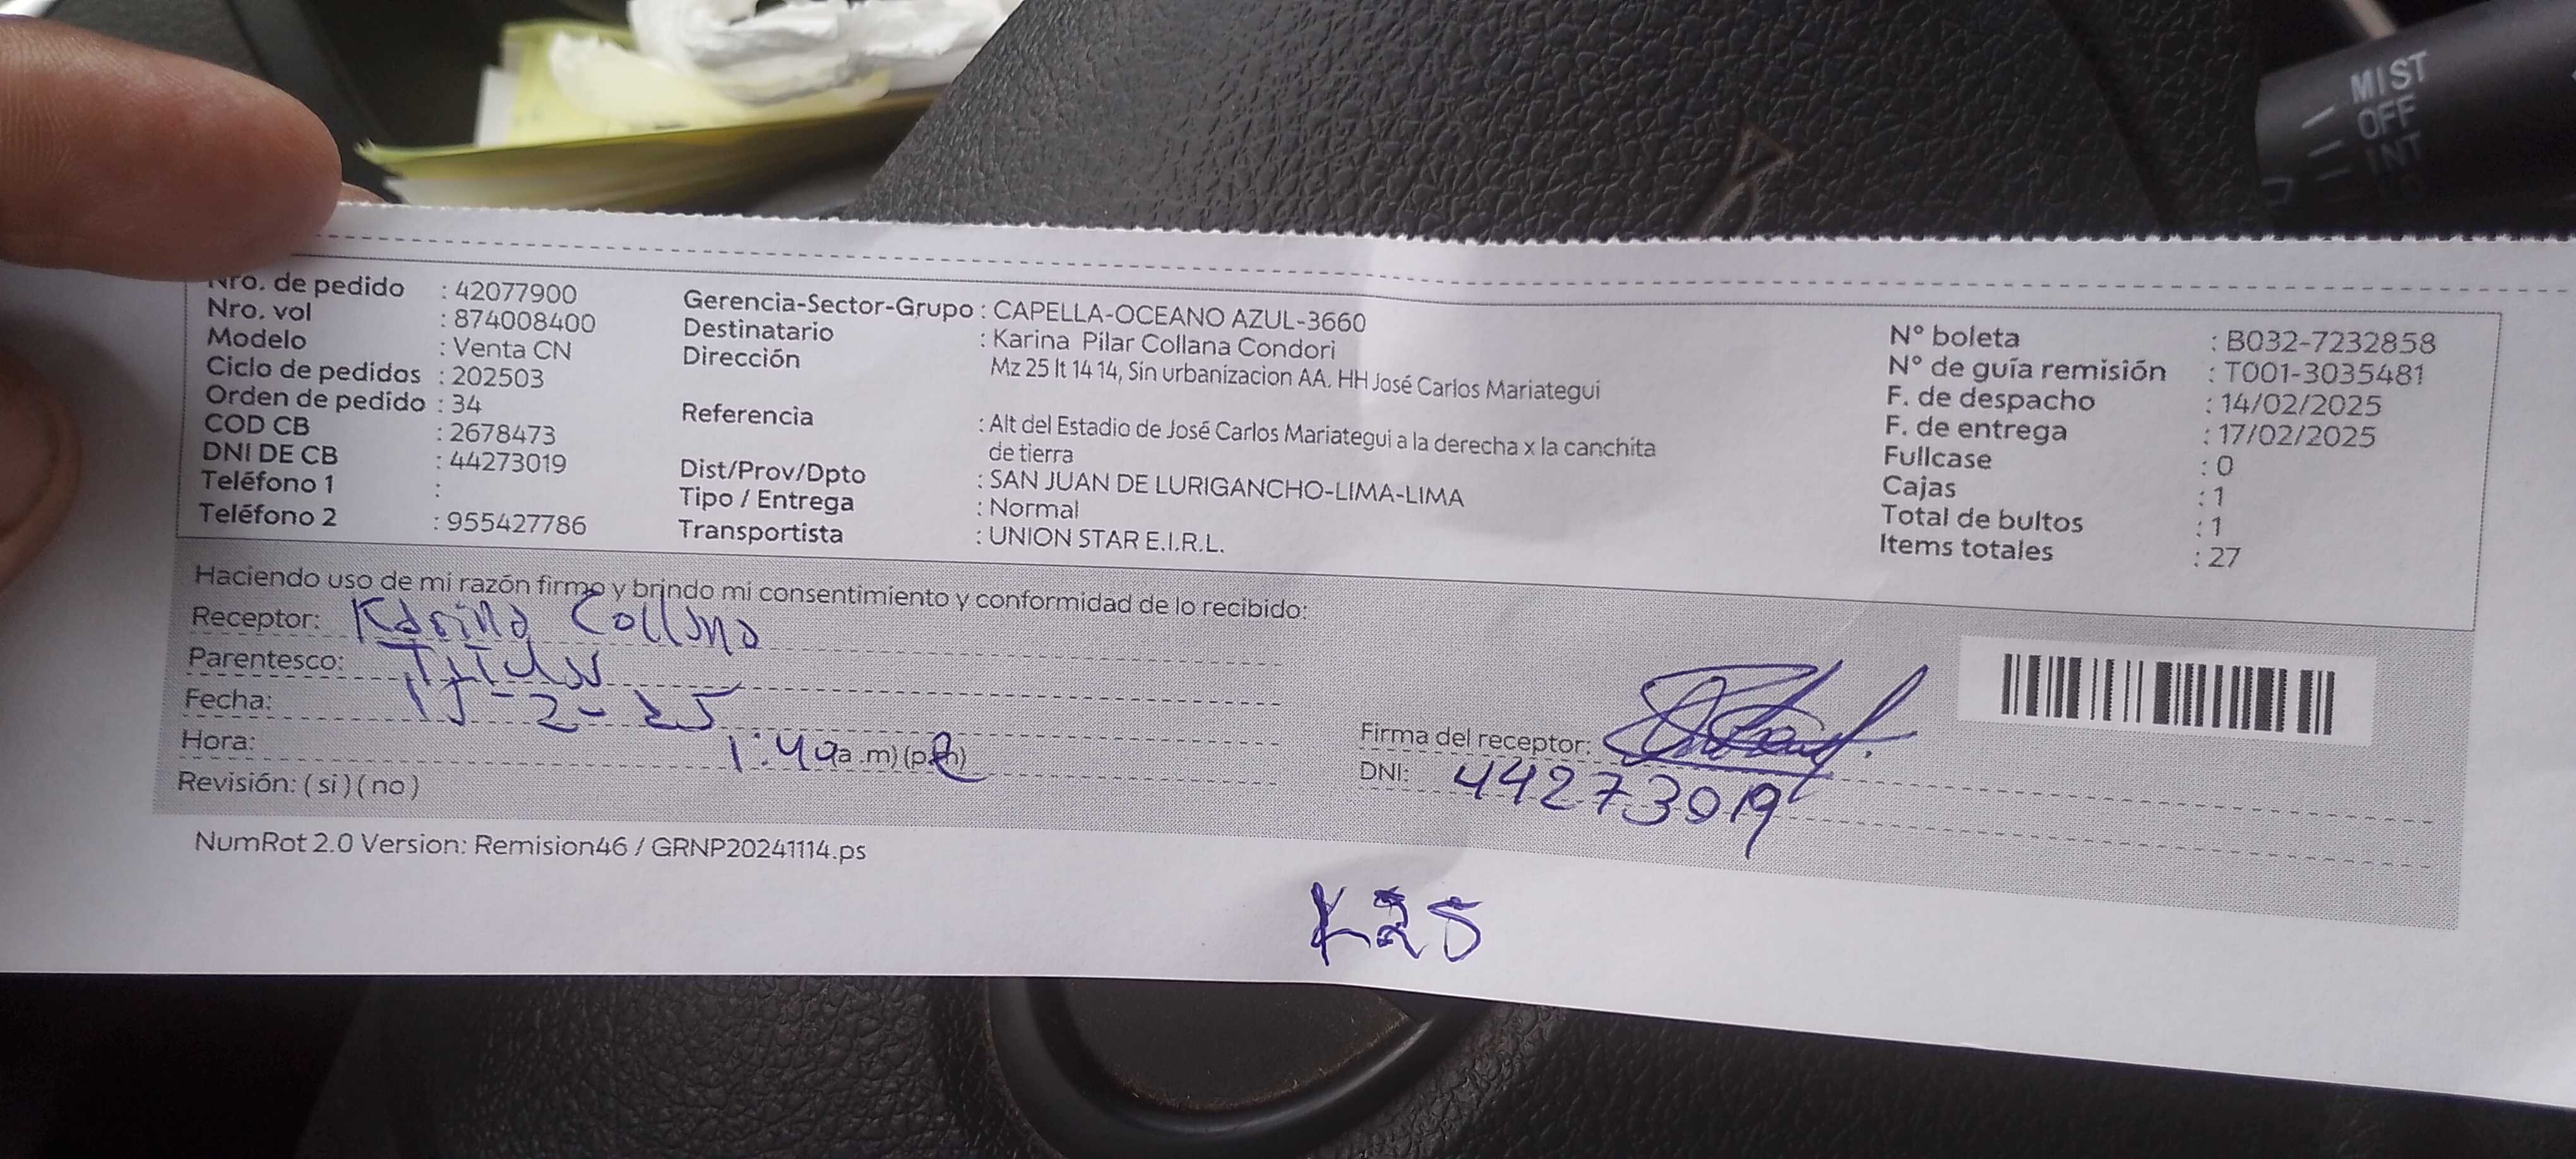 MIST
OFF
INT
Nro. de pedido : 42077900
Nro. vol : 874008400
Modelo : Venta CN
Ciclo de pedidos : 202503
Orden de pedido : 34
COD CB : 2678473
DNI DE CB : 44273019
Teléfono 1 :
Teléfono 2 : 955427786
Gerencia-Sector-Grupo : CAPELLA-OCEANO AZUL-3660
Destinatario : Karina Pilar Collana Condori
Dirección Mz 25 lt 14 14, Sin urbanizacion AA. HH José Carlos Mariategui
Referencia : Alt del Estadio de José Carlos Mariategui a la derecha x la canchita
de tierra
Dist/Prov/Dpto : SAN JUAN DE LURIGANCHO-LIMA-LIMA
Tipo / Entrega : Normal
Transportista : UNION STAR E.I.R.L.
N° boleta : B032-7232858
N° de guía remisión : T001-3035481
F. de despacho : 14/02/2025
F. de entrega : 17/02/2025
Fullcase : 0
Cajas : 1
Total de bultos : 1
Items totales : 27
Haciendo uso de mi razón firmo y brindo mi consentimiento y conformidad de lo recibido:
Receptor: Karina Collana
Parentesco: Titular
Fecha: 17-2-25
Hora: 1:40 (a.m) (p.m)
Revisión: ( si ) ( no )
Firma del receptor:
DNI: 44273019
NumRot 2.0 Version: Remision46 / GRNP20241114.ps
K25